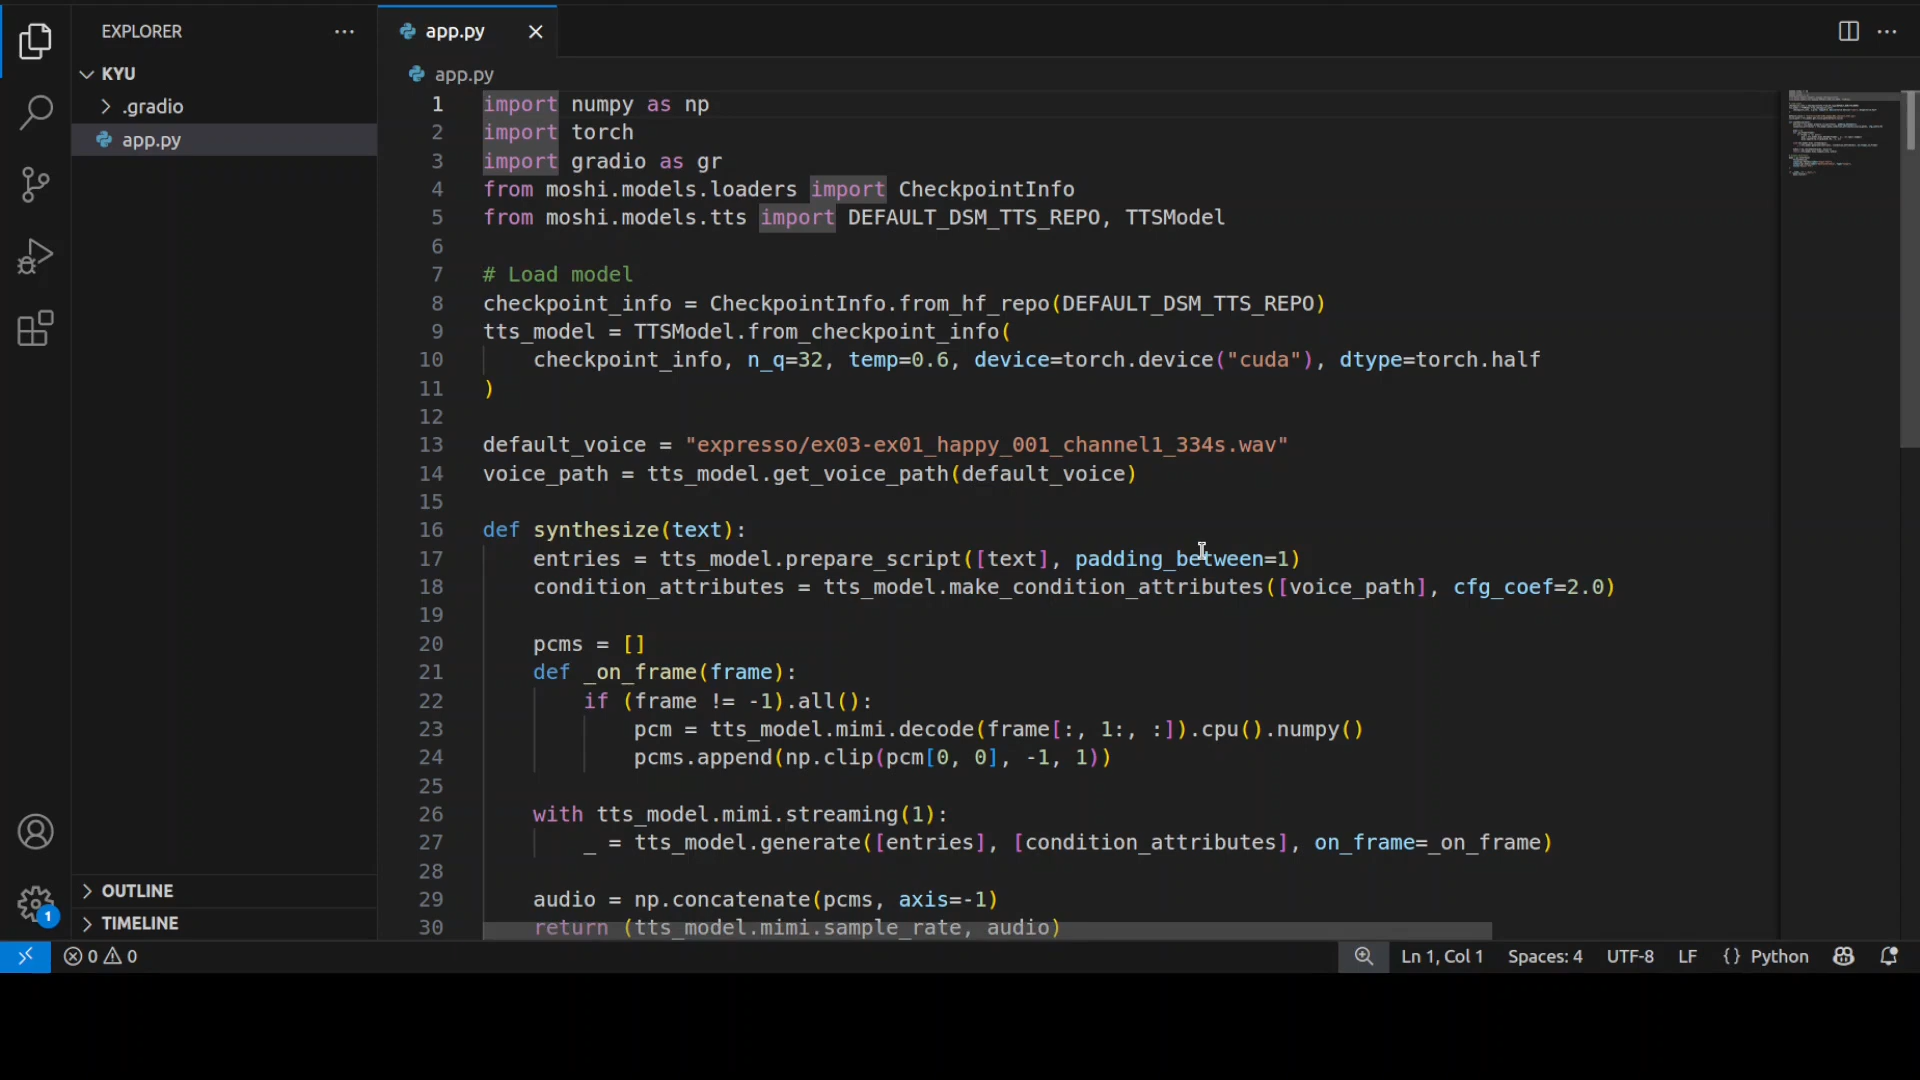 EXPLORER
KYU
.gradio
app.py
OUTLINE
TIMELINE
app.py
app.py
1 import numpy as np
2 import torch
3 import gradio as gr
4 from moshi.models.loaders import CheckpointInfo
5 from moshi.models.tts import DEFAULT_DSM_TTS_REPO, TTSModel
6
7 # Load model
8 checkpoint_info = CheckpointInfo.from_hf_repo(DEFAULT_DSM_TTS_REPO)
9 tts_model = TTSModel.from_checkpoint_info(
10     checkpoint_info, n_q=32, temp=0.6, device=torch.device("cuda"), dtype=torch.half
11 )
12
13 default_voice = "expresso/ex03-ex01_happy_001_channel1_334s.wav"
14 voice_path = tts_model.get_voice_path(default_voice)
15
16 def synthesize(text):
17     entries = tts_model.prepare_script([text], padding_between=1)
18     condition_attributes = tts_model.make_condition_attributes([voice_path], cfg_coef=2.0)
19
20     pcms = []
21     def _on_frame(frame):
22         if (frame != -1).all():
23             pcm = tts_model.mimi.decode(frame[:, 1:, :]).cpu().numpy()
24             pcms.append(np.clip(pcm[0, 0], -1, 1))
25
26     with tts_model.mimi.streaming(1):
27         _ = tts_model.generate([entries], [condition_attributes], on_frame=_on_frame)
28
29     audio = np.concatenate(pcms, axis=-1)
30     return (tts_model.mimi.sample_rate, audio)
1
0 0
Ln 1, Col 1 Spaces: 4 UTF-8 LF {} Python